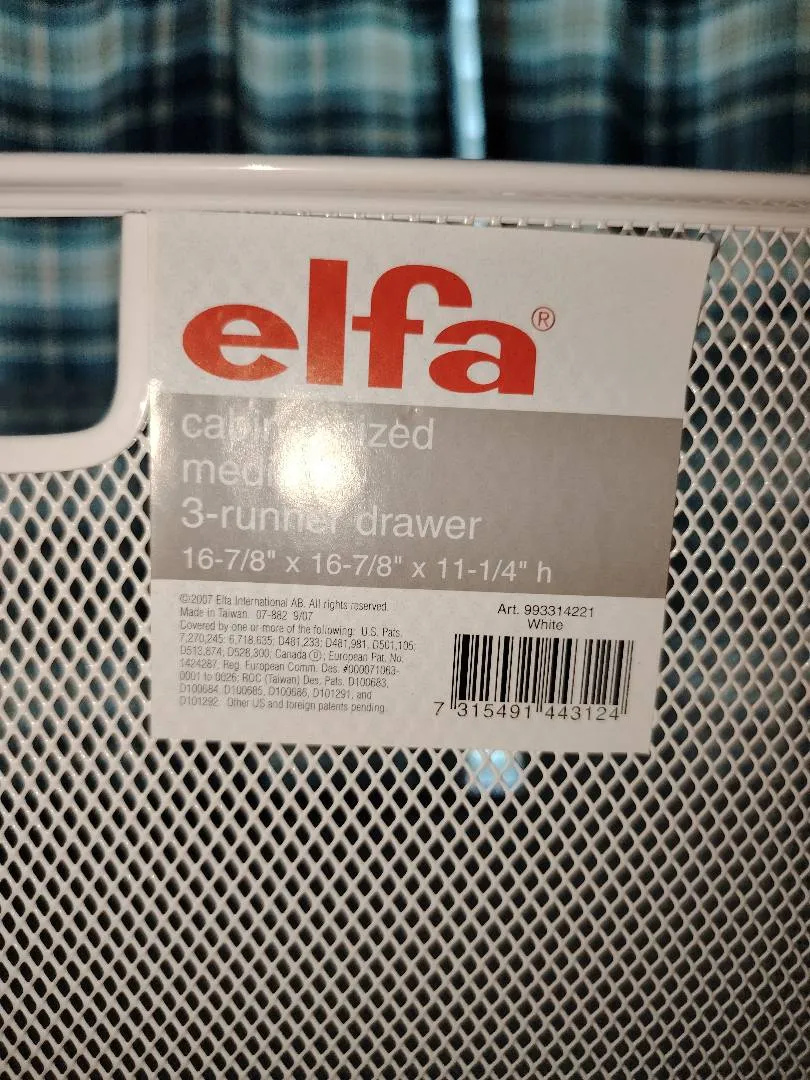 elfa®
3-runner drawer
16-7/8" x 16-7/8" x 11-1/4" h
©2007 Elfa International AB. All rights reserved.
Made in Taiwan. 07-882 9/07
Covered by one or more of the following: U.S. Pats.
7,270,245; 6,718,635; D481,233; D481,981, D501,105;
D513,874; D528,300; Canada Ⓓ; European Pat. No.
1424287; Reg. European Comm. Des. #000071063-
0001 to 0026; ROC (Taiwan) Des. Pats. D100683,
D100684, D100685, D100686, D101291, and
D101292. Other US and foreign patents pending.
Art. 993314221
White
7 315491 443124